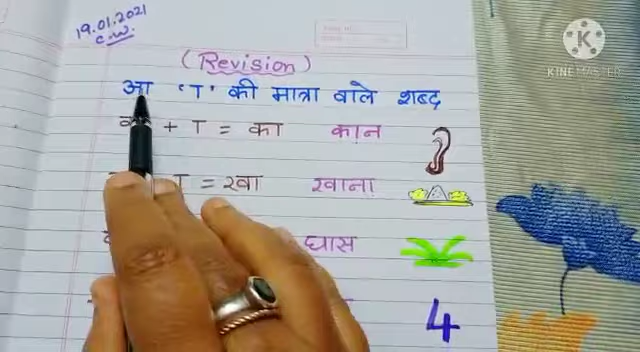 19.01.2021
C.W.
KINEMASTER
(Revision)
आ 'ा' की मात्रा वाले शब्द
+ ा = का कान
ा = खा खाना
घास
4